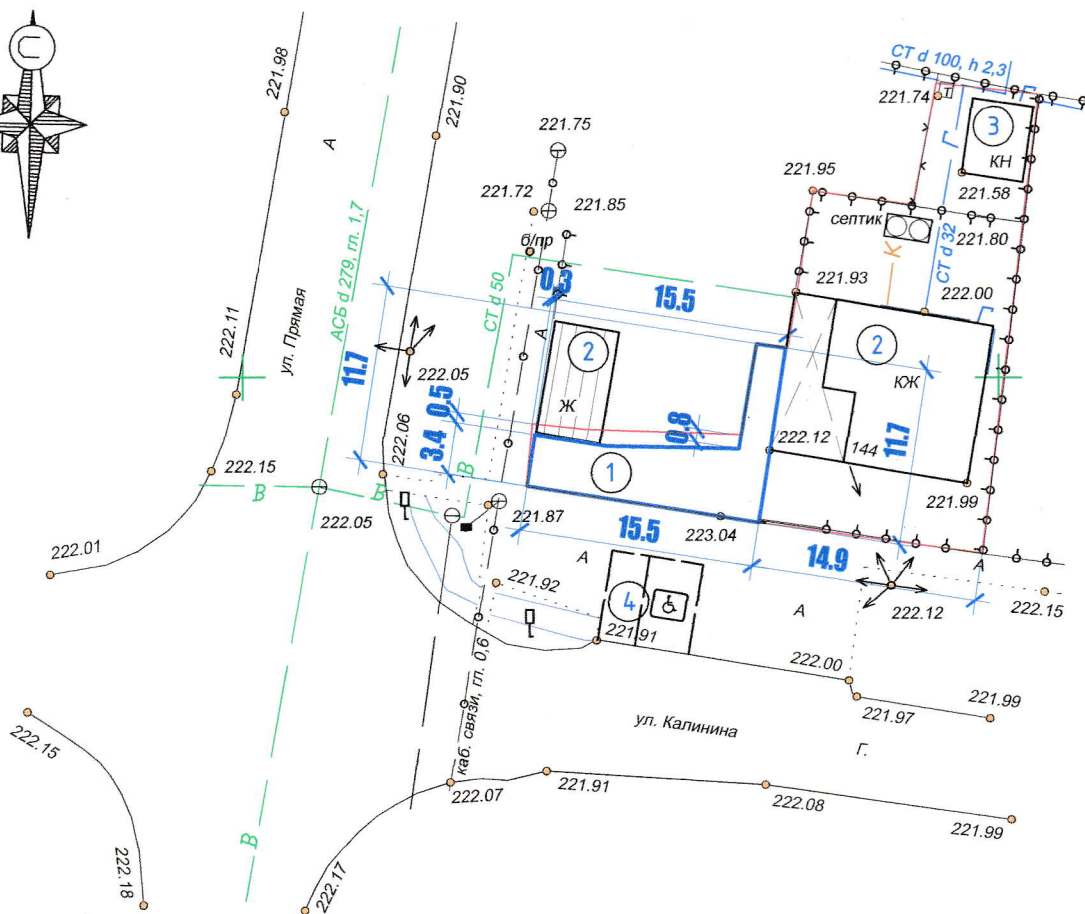 П
221.98
221.90
А
221.75
221.72
221.85
б/пр
СТ d 100, h 2,3
221.74
Т
Г
3
КН
221.58
221.95
септик
221.80
К
СТ d 32
221.93
222.00
АСБ d 279, гл. 1,7
ул. Прямая
СТ d 50
0.3
15.5
А
2
Ж
2
КЖ
222.11
11.7
222.05
0.5
3.4
222.06
0.8
222.12
144
11.7
221.99
222.15
В
В
В
1
222.05
221.87
223.04
15.5
14.9
222.01
221.92
А
4
А
А
222.12
222.15
221.91
222.00
221.99
221.97
каб. связи, гл. 0,6
ул. Калинина
Г.
222.15
222.07
221.91
222.08
221.99
В
222.18
222.17